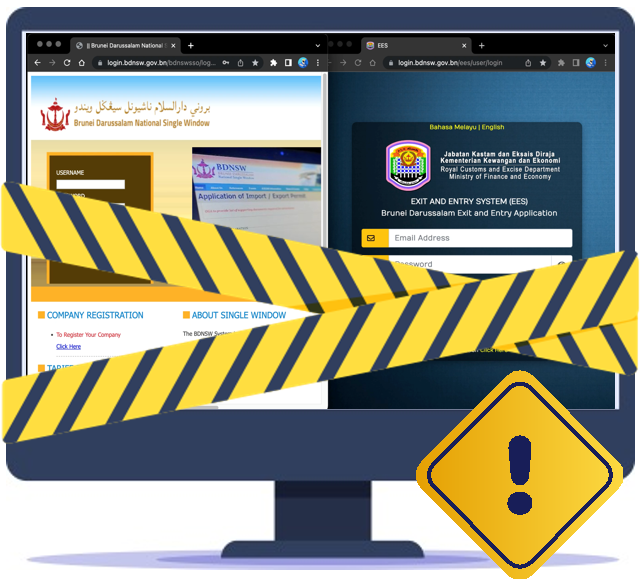 || Brunei Darussalam National
login.bdnsw.gov.bn/bdnswsso/log...
بروني دارالسلام ناشيونل سيڠݢل ويندو
Brunei Darussalam National Single Window
USERNAME
BDNSW
Application of Import | Export Permit
COMPANY REGISTRATION
To Register Your Company
Click Here
ABOUT SINGLE WINDOW
The BDNSW System
EES
login.bdnsw.gov.bn/ees/user/login
Bahasa Melayu | English
Jabatan Kastam dan Eksais Diraja
Kementerian Kewangan dan Ekonomi
Royal Customs and Excise Department
Ministry of Finance and Economy
EXIT AND ENTRY SYSTEM (EES)
Brunei Darussalam Exit and Entry Application
Email Address
Password
!